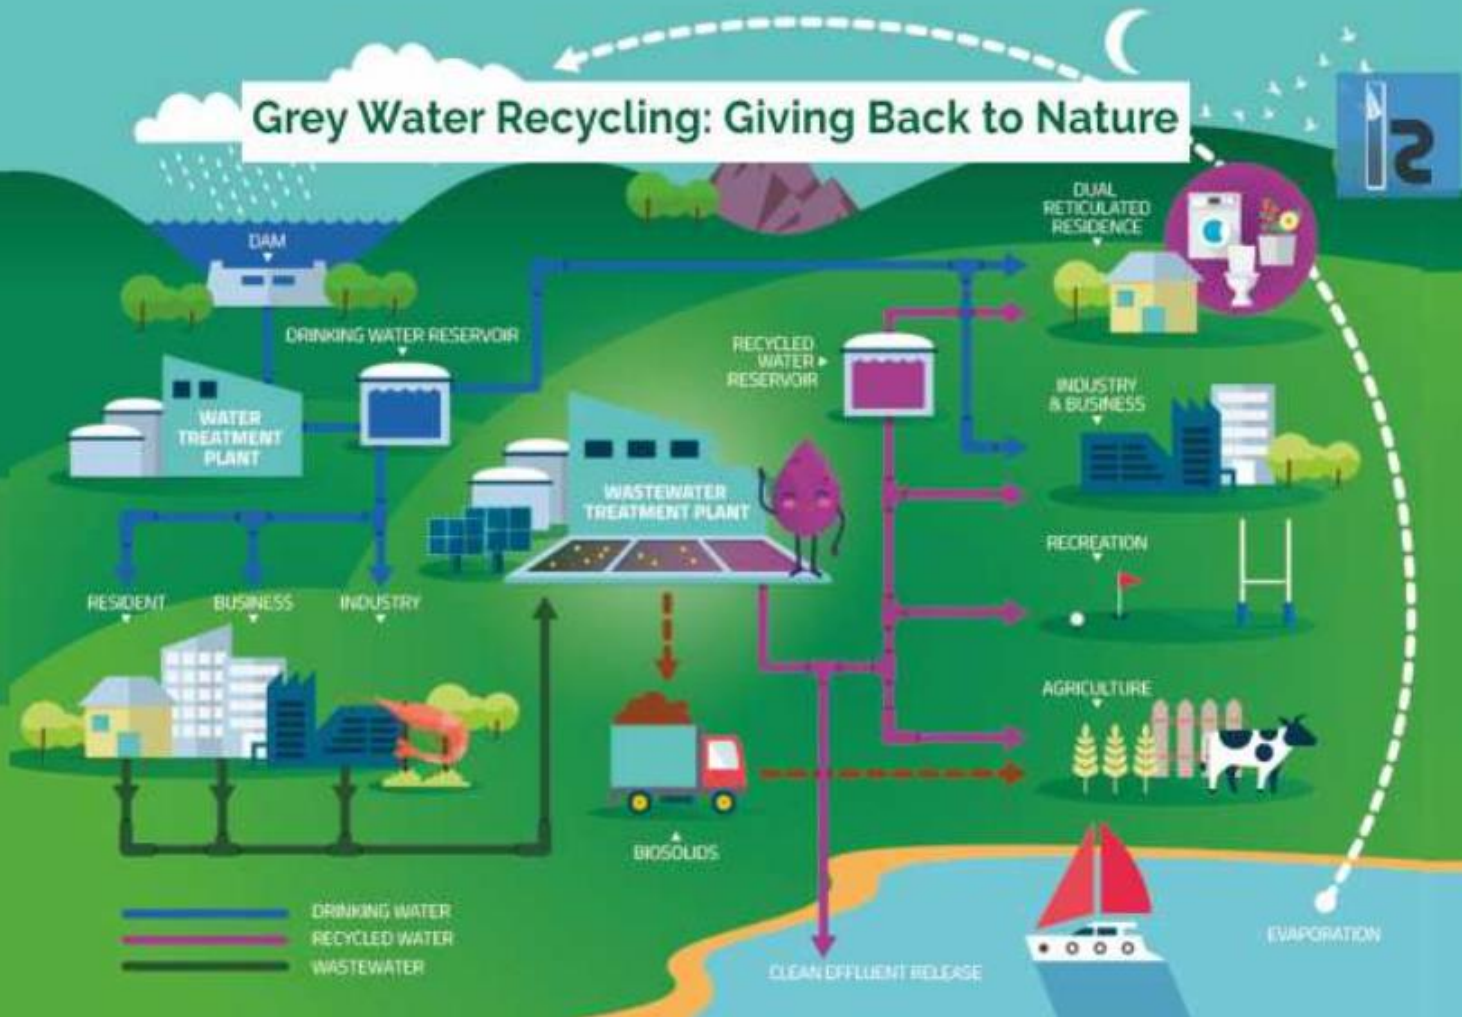 Grey Water Recycling: Giving Back to Nature
DAM
DUAL
RETICULATED
RESIDENCE
DRINKING WATER RESERVOIR
RECYCLED
WATER
RESERVOIR
INDUSTRY
& BUSINESS
WATER
TREATMENT
PLANT
WASTEWATER
TREATMENT PLANT
RECREATION
RESIDENT
BUSINESS
INDUSTRY
AGRICULTURE
BIOSOLIDS
DRINKING WATER
RECYCLED WATER
WASTEWATER
EVAPORATION
CLEAN EFFLUENT RELEASE